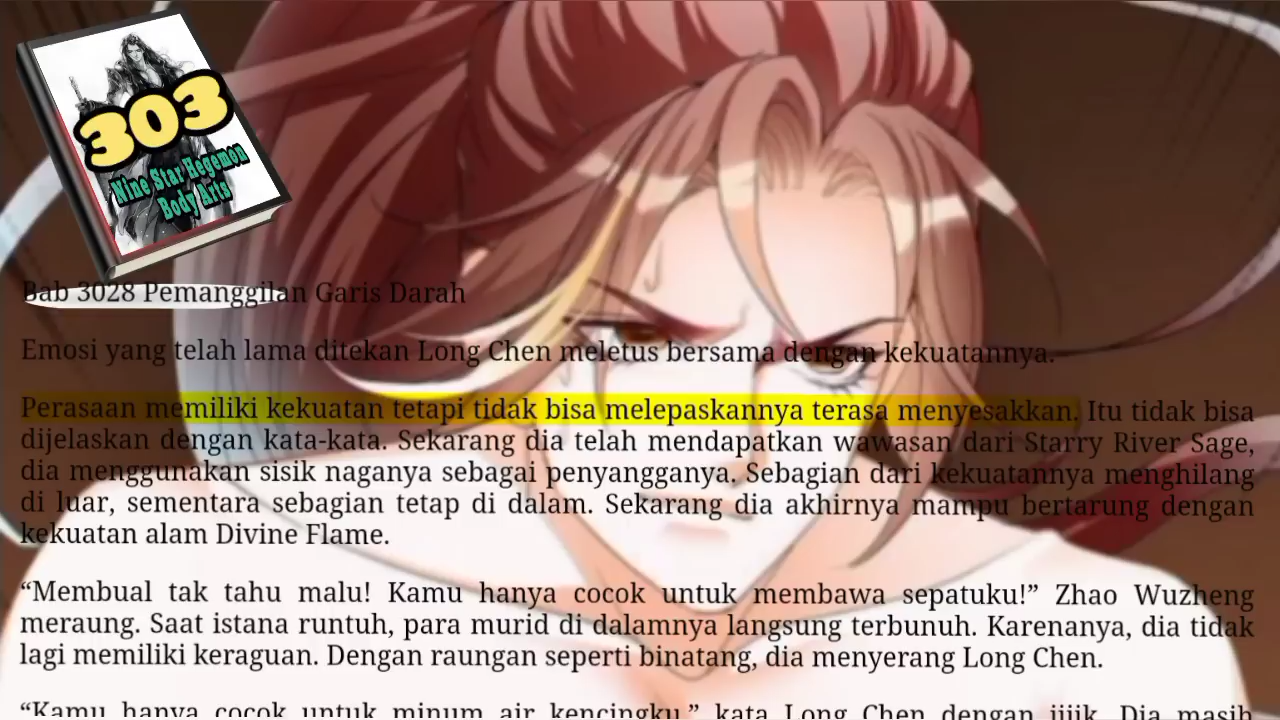 303
Nine Star Hegemon
Body Arts
Bab 3028 Pemanggilan Garis Darah
Emosi yang telah lama ditekan Long Chen meletus bersama dengan kekuatannya.
Perasaan memiliki kekuatan tetapi tidak bisa melepaskannya terasa menyesakkan. Itu tidak bisa
dijelaskan dengan kata-kata. Sekarang dia telah mendapatkan wawasan dari Starry River Sage,
dia menggunakan sisik naganya sebagai penyangganya. Sebagian dari kekuatannya menghilang
di luar, sementara sebagian tetap di dalam. Sekarang dia akhirnya mampu bertarung dengan
kekuatan alam Divine Flame.
“Membual tak tahu malu! Kamu hanya cocok untuk membawa sepatuku!” Zhao Wuzheng
meraung. Saat istana runtuh, para murid di dalamnya langsung terbunuh. Karenanya, dia tidak
lagi memiliki keraguan. Dengan raungan seperti binatang, dia menyerang Long Chen.
“Kamu hanya cocok untuk minum air kencingku,” kata Long Chen dengan jijik. Dia masih